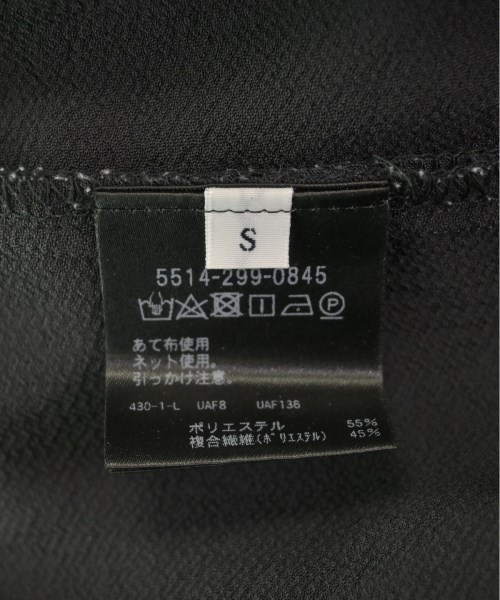 S
5514-299-0845
あて布使用
ネット使用。
引っかけ注意。
430-1-L UAF8 UAF136
ポリエステル 55%
複合繊維(ポリエステル) 45%